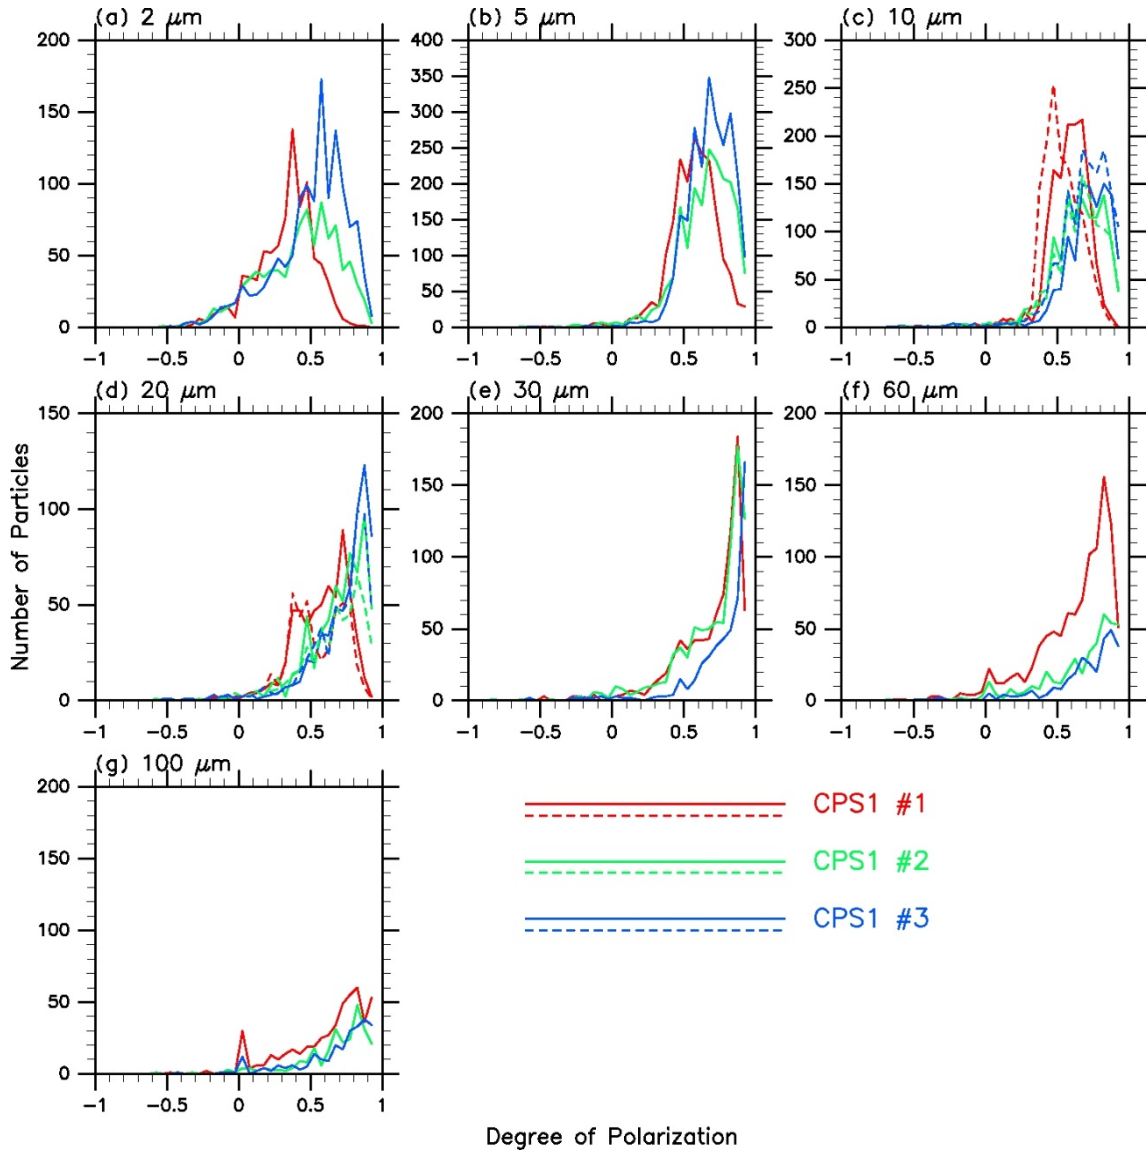 (a) 2 μm
(b) 5 μm
(c) 10 μm
200
150
100
50
0
-1 -0.5 0 0.5 1
400
350
300
250
200
150
100
50
0
-1 -0.5 0 0.5 1
300
250
200
150
100
50
0
-1 -0.5 0 0.5 1
(d) 20 μm
(e) 30 μm
(f) 60 μm
150
100
50
0
-1 -0.5 0 0.5 1
200
150
100
50
0
-1 -0.5 0 0.5 1
200
150
100
50
0
-1 -0.5 0 0.5 1
Number of Particles
(g) 100 μm
200
150
100
50
0
-1 -0.5 0 0.5 1
CPS1 #1
CPS1 #2
CPS1 #3
Degree of Polarization